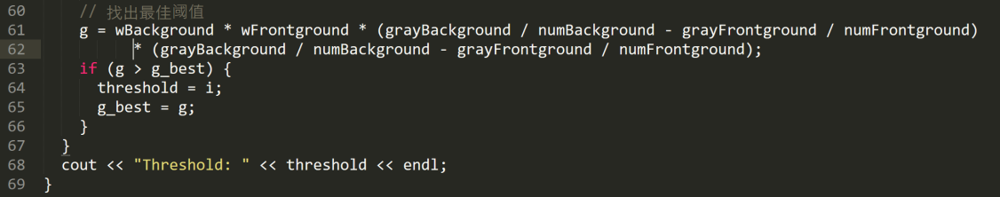 60 // 找出最佳阈值
61 g = wBackground * wFrontground * (grayBackground / numBackground - grayFrontground / numFrontground)
62 * (grayBackground / numBackground - grayFrontground / numFrontground);
63 if (g > g_best) {
64 threshold = i;
65 g_best = g;
66 }
67 }
68 cout << "Threshold: " << threshold << endl;
69 }